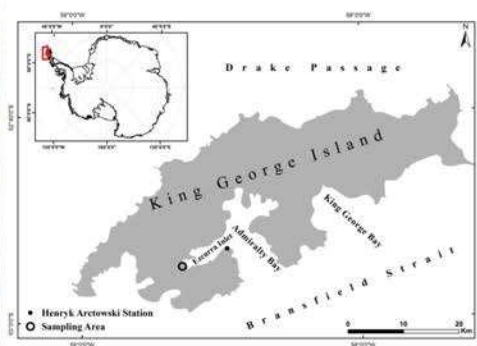 N
Drake Passage
King George Island
King George Bay
Admiralty Bay
Ezcurra Inlet
Bransfield Strait
Henryk Arctowski Station
Sampling Area
0 10 20
Km